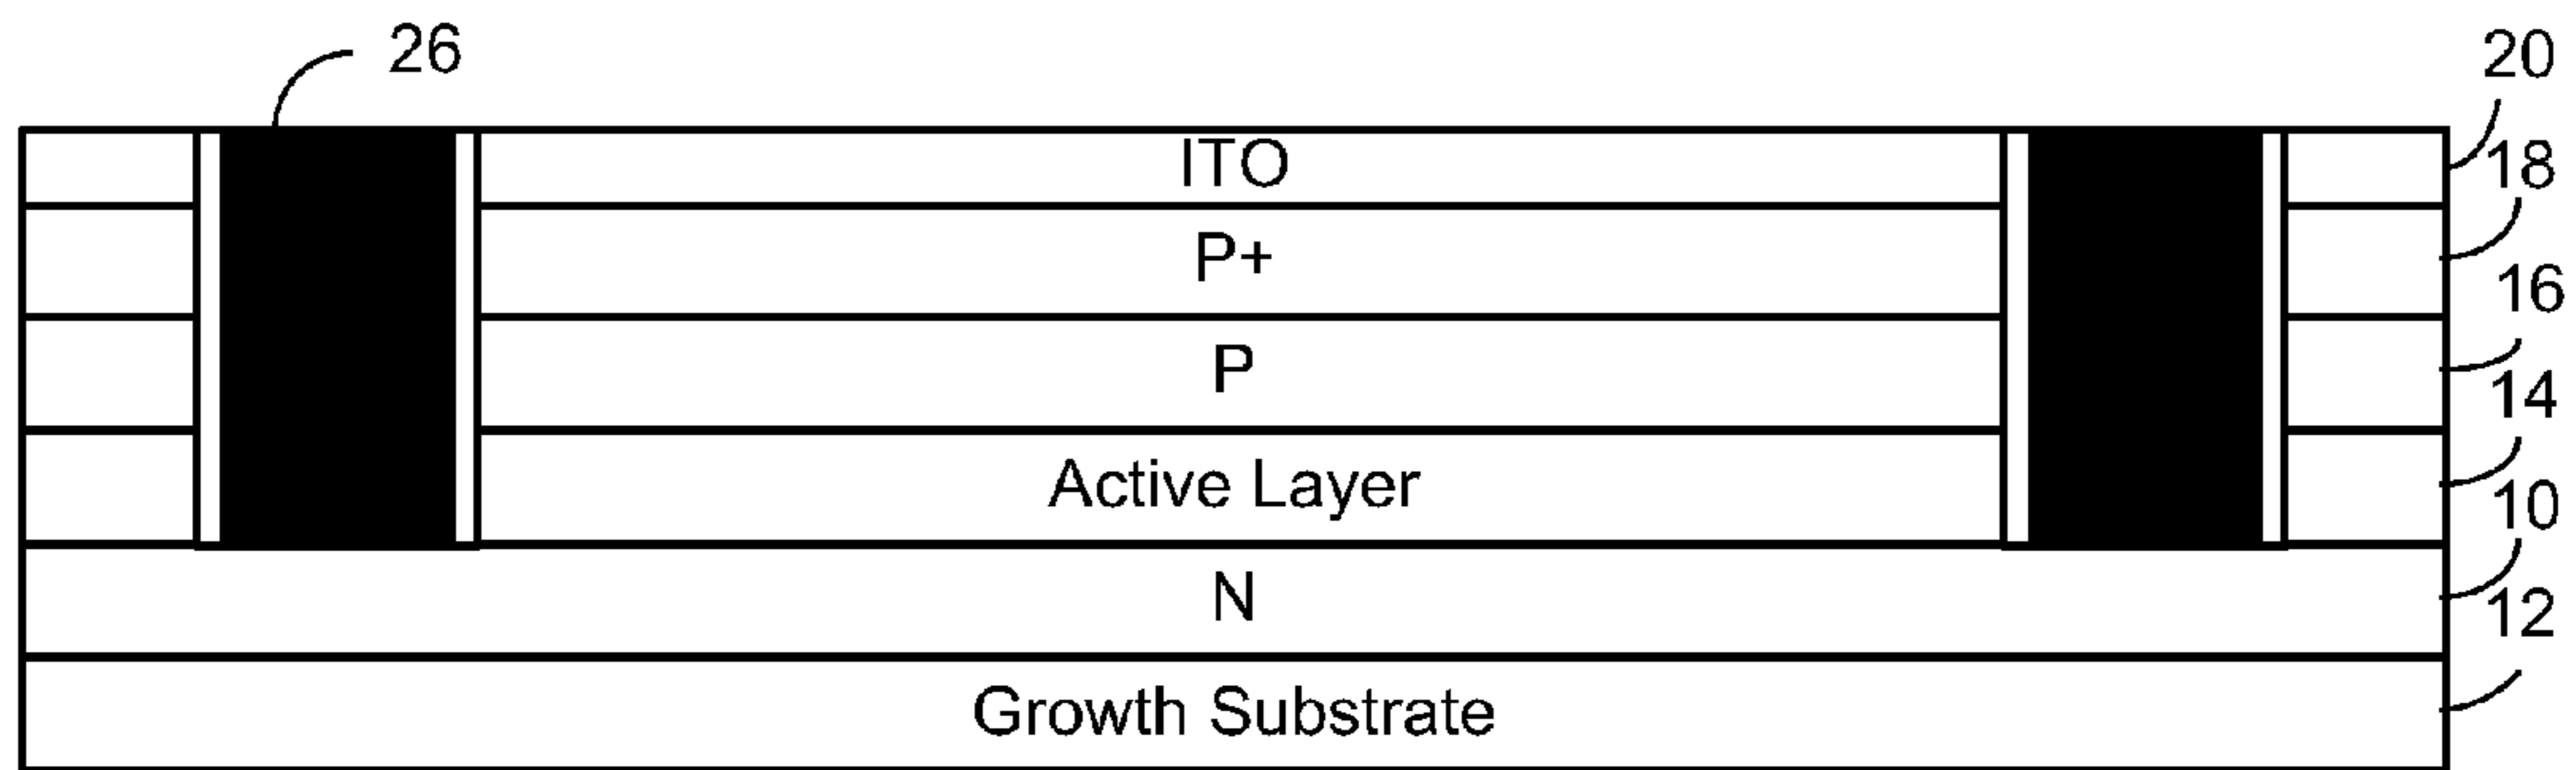 26
20
ITO
18
P+
16
P
14
Active Layer
10
N
12
Growth Substrate